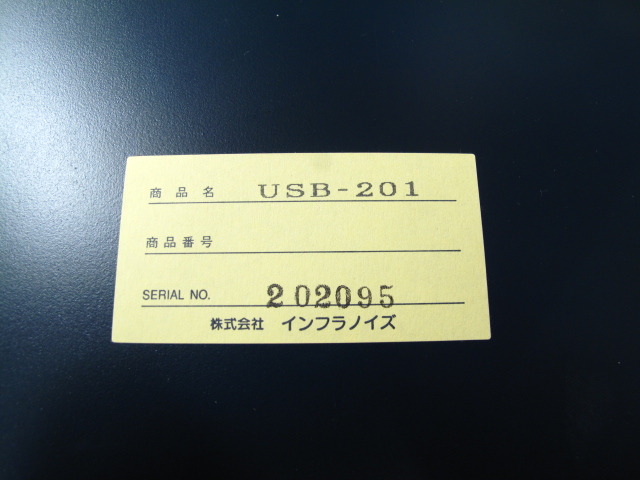 商品名 USB-201
商品番号
SERIAL NO. 202095
株式会社 インフラノイズ